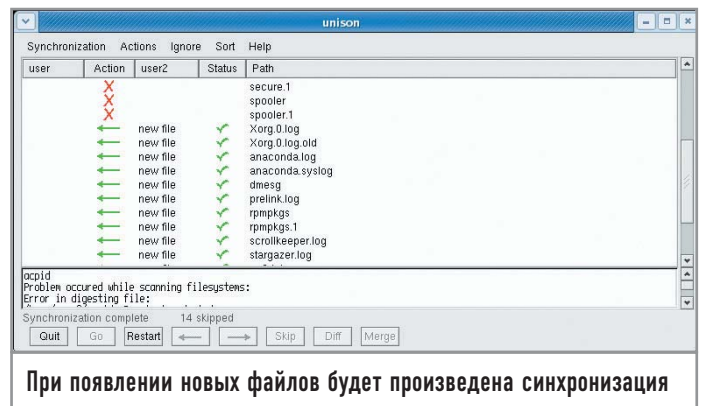 unison
Synchronization Actions Ignore Sort Help
user Action user2 Status Path
secure.1
spooler
spooler.1
new file Xorg.0.log
new file Xorg.0.log.old
new file anaconda.log
new file anaconda.syslog
new file dmesg
new file prelink.log
new file rpmpkgs
new file rpmpkgs.1
new file scrollkeeper.log
new file stargazer.log
acpid
Problem occured while scanning filesystems:
Error in digesting file:
Synchronization complete 14 skipped
Quit Go Restart Skip Diff Merge
При появлении новых файлов будет произведена синхронизация